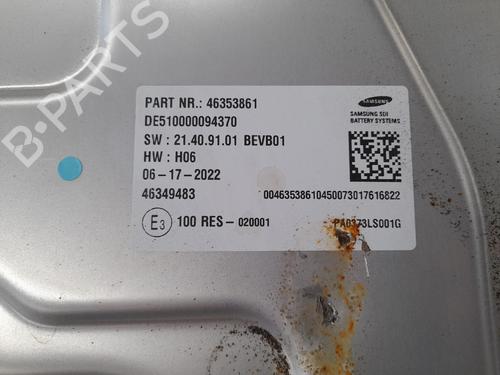 B-PARTS
PART NR.: 46353861
DE510000094370
SW : 21.40.91.01 BEVB01
HW : H06
06-17-2022
46349483
E3 100 RES-020001
SAMSUNG
SAMSUNG SDI
BATTERY SYSTEMS
00463538610450073017616822
PA0373LS001G